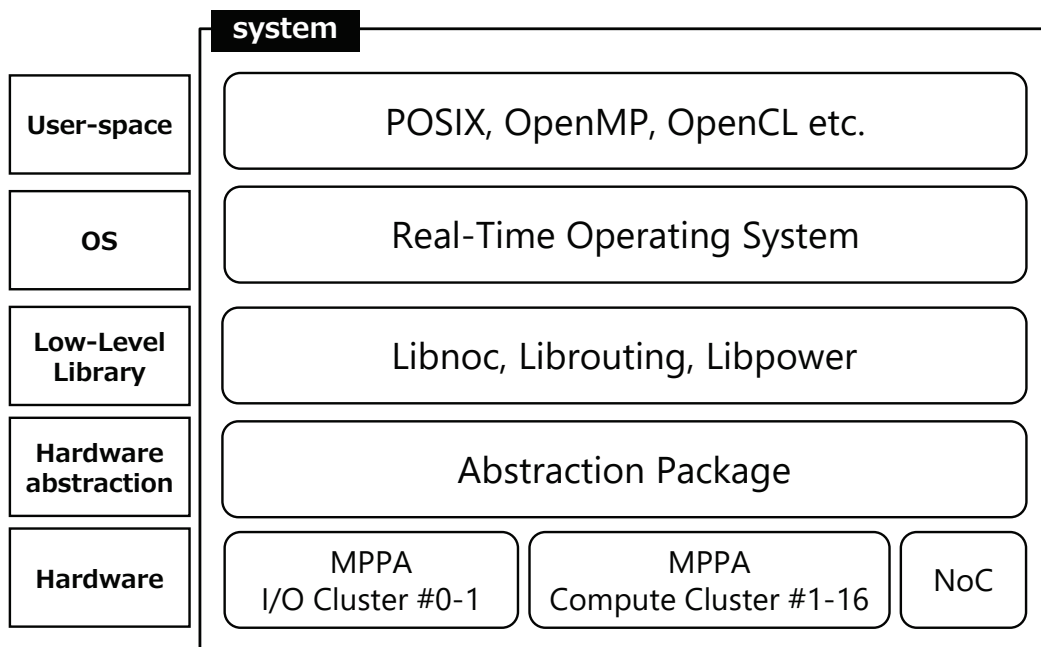 system
User-space
POSIX, OpenMP, OpenCL etc.
OS
Real-Time Operating System
Low-Level
Library
Libnoc, Librouting, Libpower
Hardware
abstraction
Abstraction Package
Hardware
MPPA
I/O Cluster #0-1
MPPA
Compute Cluster #1-16
NoC